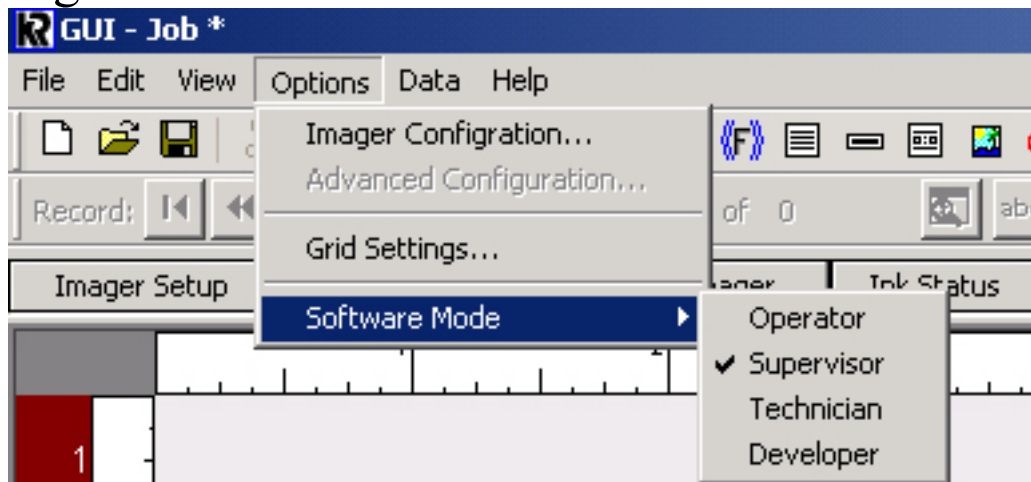 GUI - Job *
File Edit View Options Data Help
Imager Configration...
Advanced Configuration...
Record: of 0
Grid Settings...
Imager Setup Ink Status
Software Mode
Operator
Supervisor
Technician
Developer
1